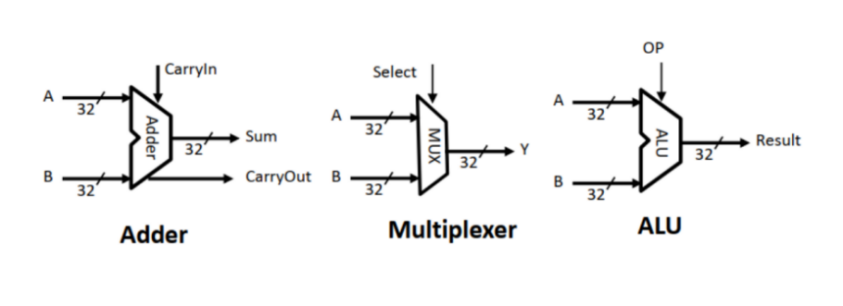 CarryIn
A
32
Adder
32
Sum
B
32
CarryOut
Adder
Select
A
32
MUX
32
Y
B
32
Multiplexer
OP
A
32
ALU
32
Result
B
32
ALU